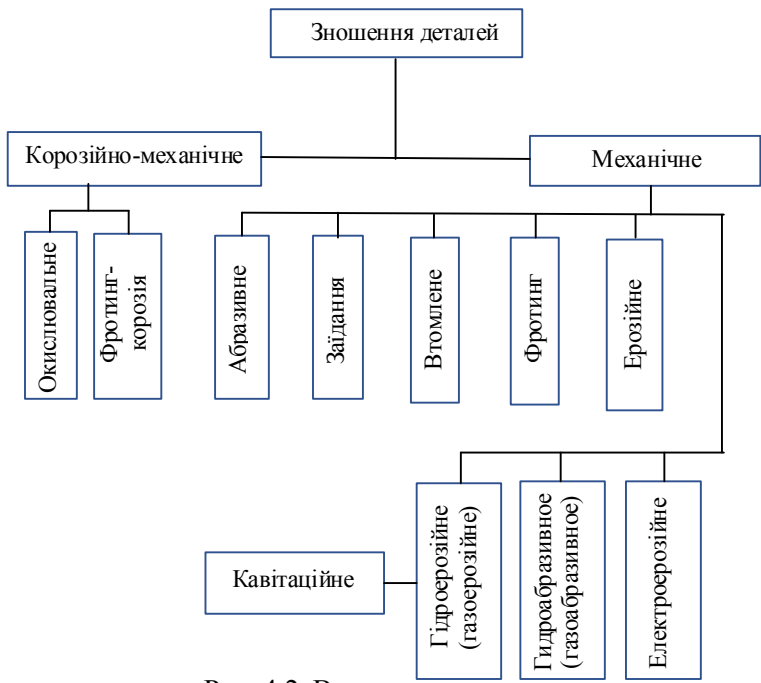 Зношення деталей
Корозійно-механічне
Механічне
Окислювальне
Фротинг-
корозія
Абразивне
Заїдання
Втомлене
Фротинг
Ерозійне
Кавітаційне
Гідроерозійне
(газоерозійне)
Гидроабразивное
(газоабразивное)
Електроерозійне